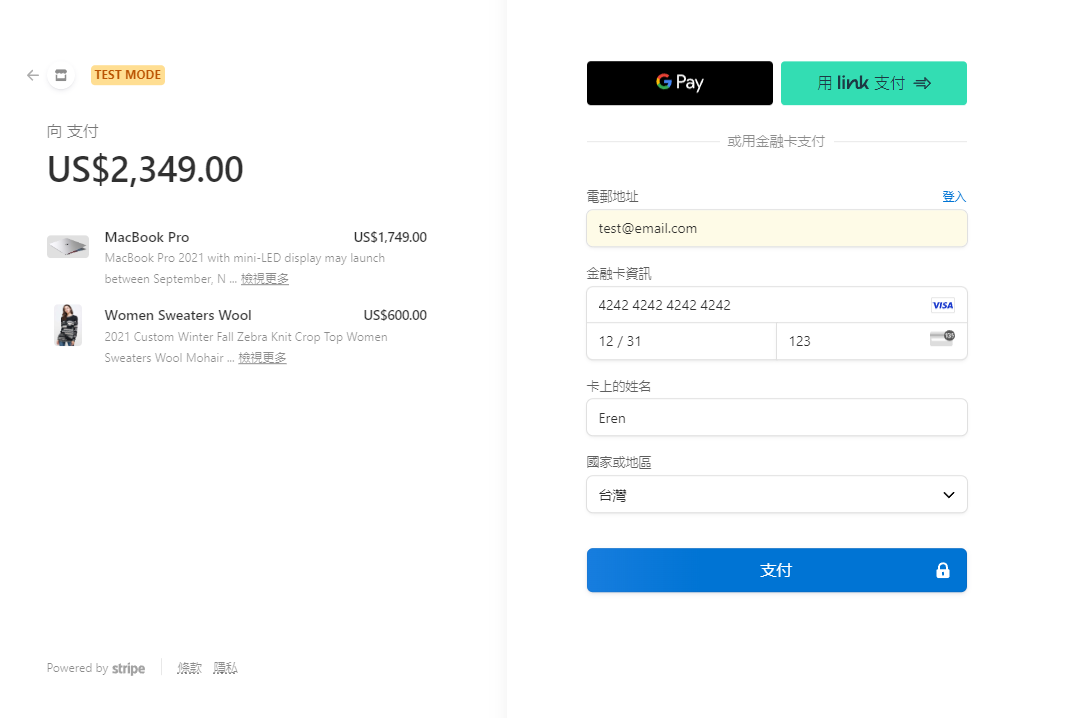 TEST MODE
向 支付
US$2,349.00
MacBook Pro US$1,749.00
MacBook Pro 2021 with mini-LED display may launch
between September, N ... 檢視更多
Women Sweaters Wool US$600.00
2021 Custom Winter Fall Zebra Knit Crop Top Women
Sweaters Wool Mohair ... 檢視更多
Powered by stripe 條款 隱私
G Pay 用 link 支付
或用金融卡支付
電郵地址 登入
test@email.com
金融卡資訊
4242 4242 4242 4242 VISA
12 / 31 123
卡上的姓名
Eren
國家或地區
台灣
支付